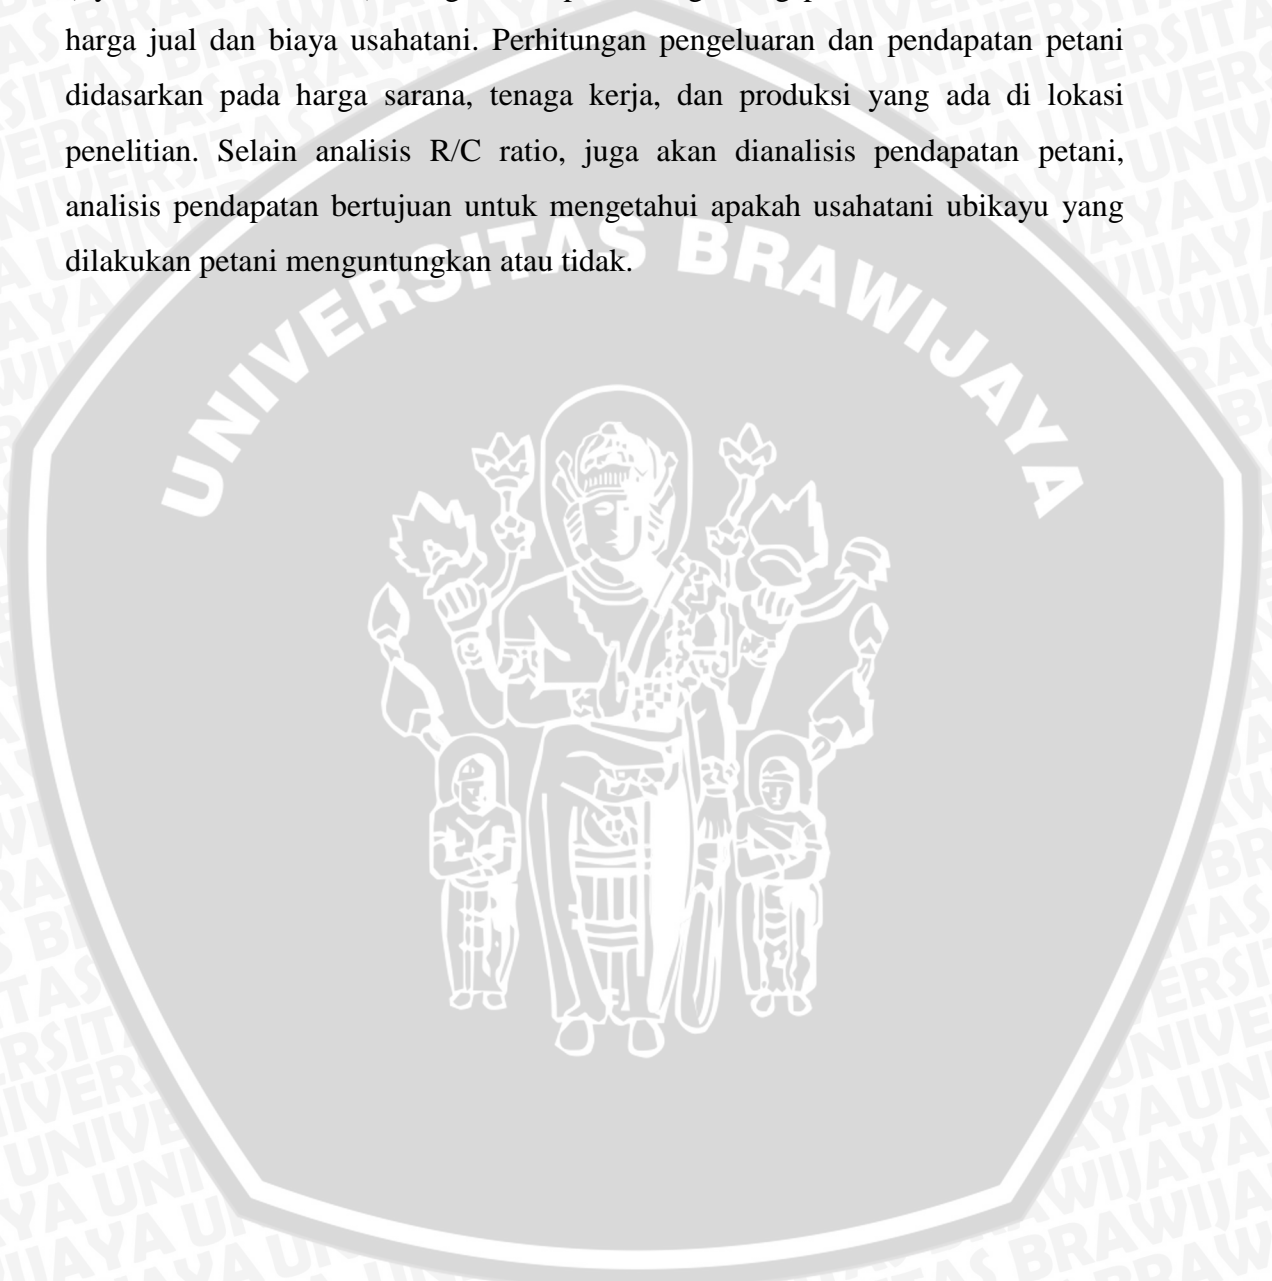 harga jual dan biaya usahatani. Perhitungan pengeluaran dan pendapatan petani
didasarkan pada harga sarana, tenaga kerja, dan produksi yang ada di lokasi
penelitian. Selain analisis R/C ratio, juga akan dianalisis pendapatan petani,
analisis pendapatan bertujuan untuk mengetahui apakah usahatani ubikayu yang
dilakukan petani menguntungkan atau tidak.
UNIVERSITAS BRAWIJAYA